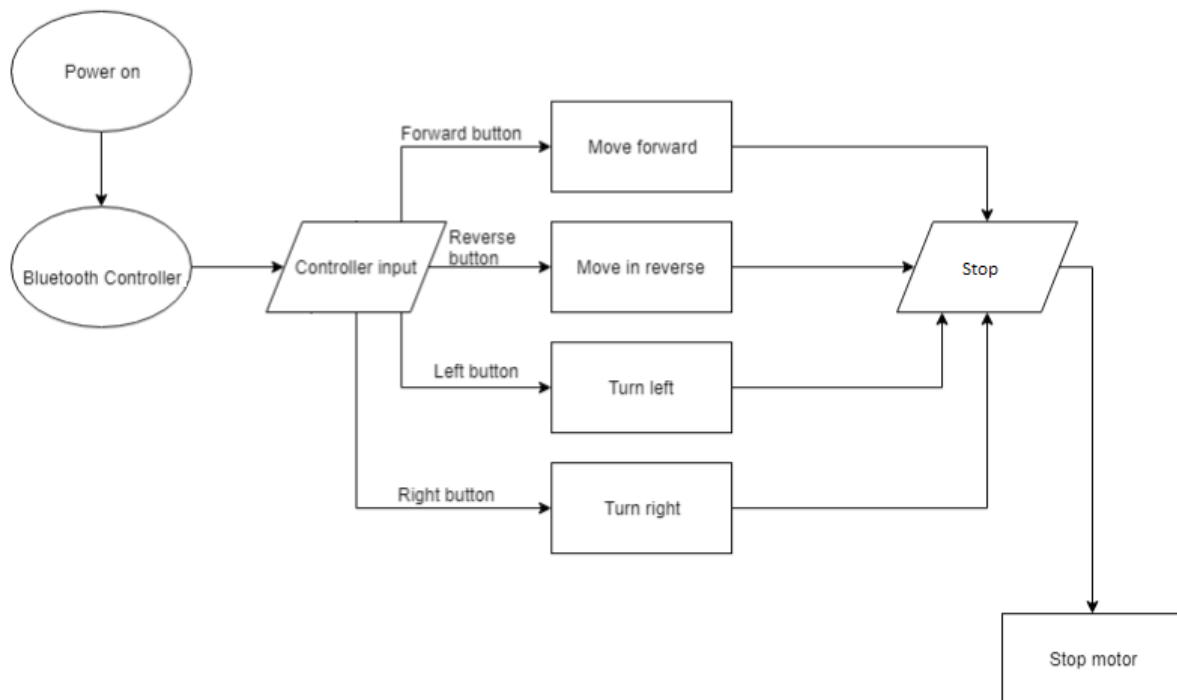 Power on
Forward button
Move forward
Bluetooth Controller
Controller input
Reverse
button
Move in reverse
Stop
Left button
Turn left
Right button
Turn right
Stop motor